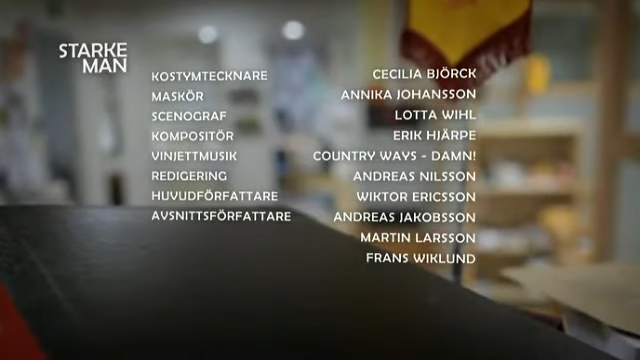 STARKE
MAN
KOSTYMTECKNARE CECILIA BJÖRCK
MASKÖR ANNIKA JOHANSSON
SCENOGRAF LOTTA WIHL
KOMPOSITÖR ERIK HJÄRPE
VINJETTMUSIK COUNTRY WAYS - DAMN!
REDIGERING ANDREAS NILSSON
HUVUDFÖRFATTARE WIKTOR ERICSSON
AVSNITTSFÖRFATTARE ANDREAS JAKOBSSON
MARTIN LARSSON
FRANS WIKLUND